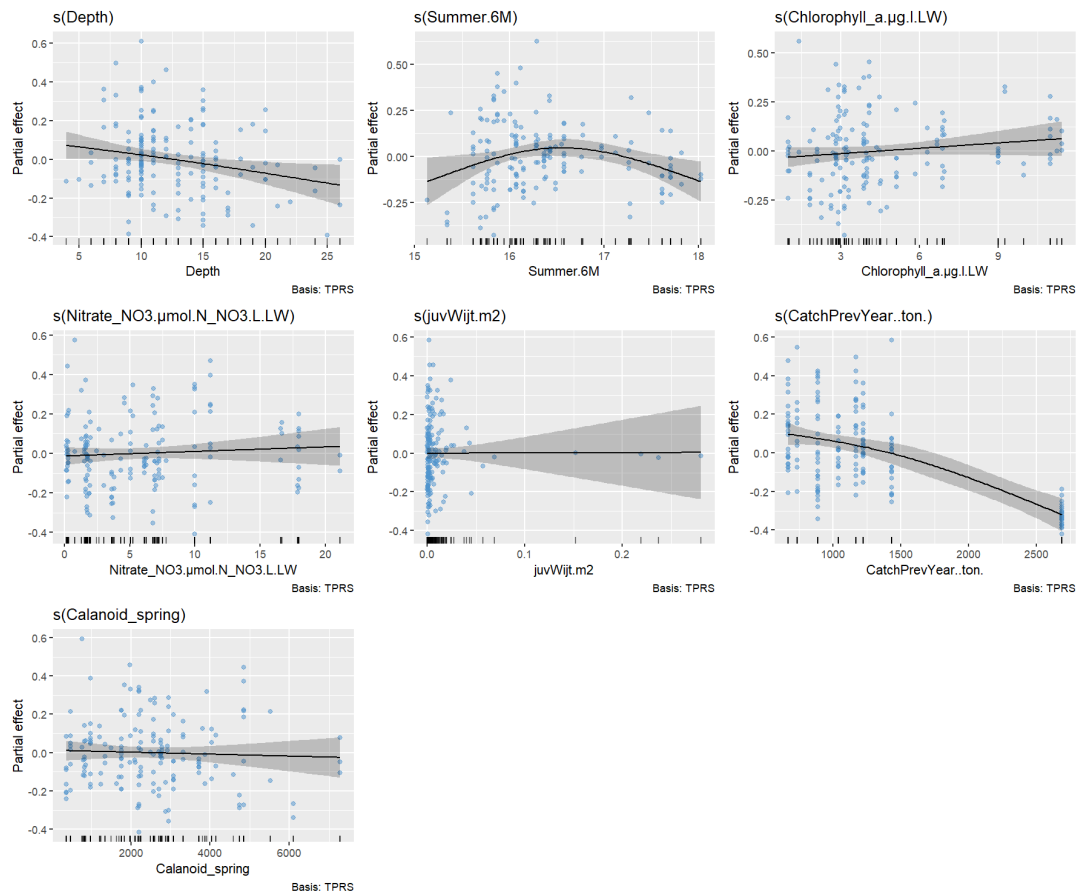 s(Depth)
Partial effect
0.6
0.4
0.2
0.0
-0.2
-0.4
5 10 15 20 25
Depth
Basis: TPRS
s(Summer.6M)
Partial effect
0.50
0.25
0.00
-0.25
15 16 17 18
Summer.6M
Basis: TPRS
s(Chlorophyll_a.µg.l.LW)
Partial effect
0.50
0.25
0.00
-0.25
3 6 9
Chlorophyll_a.µg.l.LW
Basis: TPRS
s(Nitrate_NO3.µmol.N_NO3.L.LW)
Partial effect
0.6
0.4
0.2
0.0
-0.2
-0.4
0 5 10 15 20
Nitrate_NO3.µmol.N_NO3.L.LW
Basis: TPRS
s(juvWijt.m2)
Partial effect
0.6
0.4
0.2
0.0
-0.2
-0.4
0.0 0.1 0.2
juvWijt.m2
Basis: TPRS
s(CatchPrevYear..ton.)
Partial effect
0.6
0.4
0.2
0.0
-0.2
-0.4
1000 1500 2000 2500
CatchPrevYear..ton.
Basis: TPRS
s(Calanoid_spring)
Partial effect
0.6
0.4
0.2
0.0
-0.2
-0.4
2000 4000 6000
Calanoid_spring
Basis: TPRS